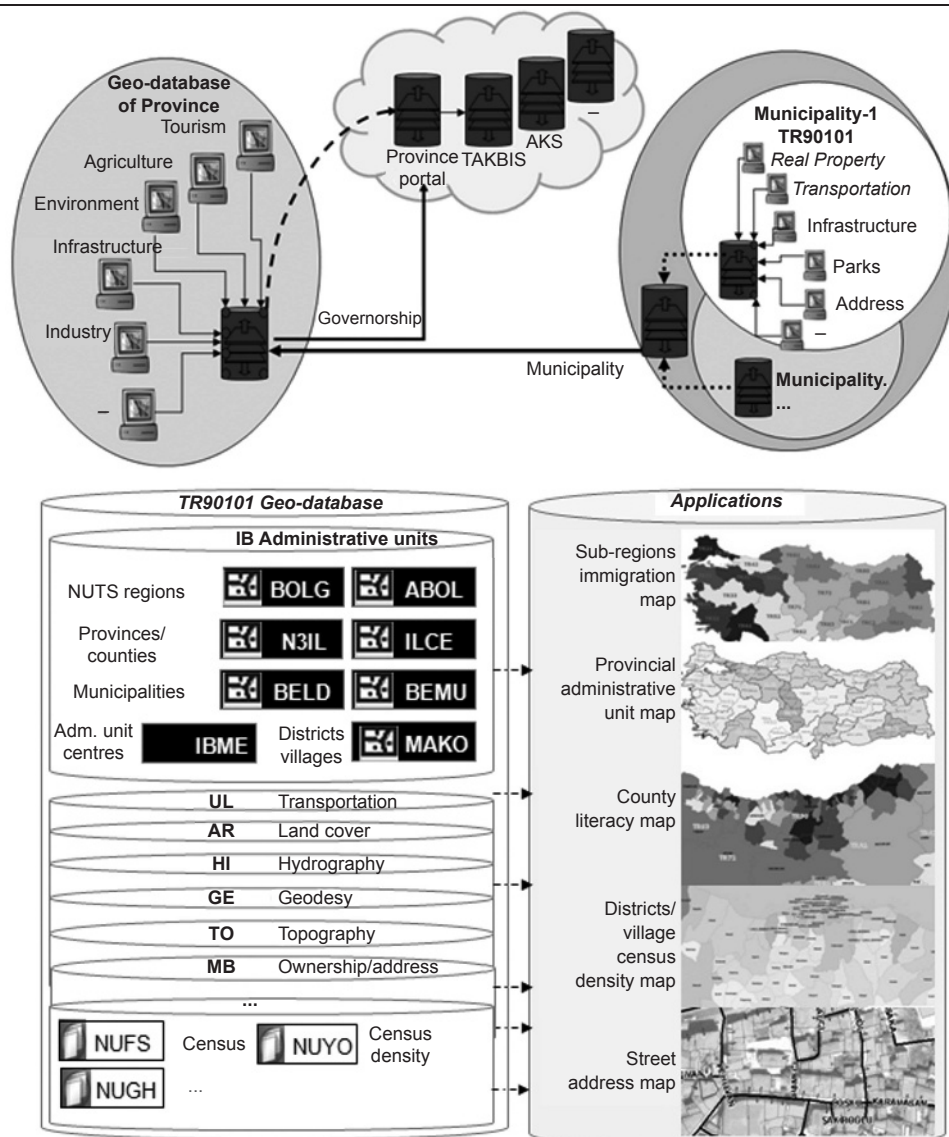 Geo-database
of Province
Tourism
Agriculture
Environment
Infrastructure
Industry
–
Province
portal
TAKBIS
AKS
–
Governorship
Municipality
Municipality-1
TR90101
Real Property
Transportation
Infrastructure
Parks
Address
–
Municipality.
...
TR90101 Geo-database
IB Administrative units
NUTS regions
BOLG
ABOL
Provinces/
counties
N3IL
ILCE
Municipalities
BELD
BEMU
Adm. unit
centres
IBME
Districts
villages
MAKO
UL Transportation
AR Land cover
HI Hydrography
GE Geodesy
TO Topography
MB Ownership/address
...
NUFS
Census
NUYO
Census
density
NUGH
...
Applications
Sub-regions
immigration
map
Provincial
administrative
unit map
County
literacy map
Districts/
village
census
density map
Street
address map